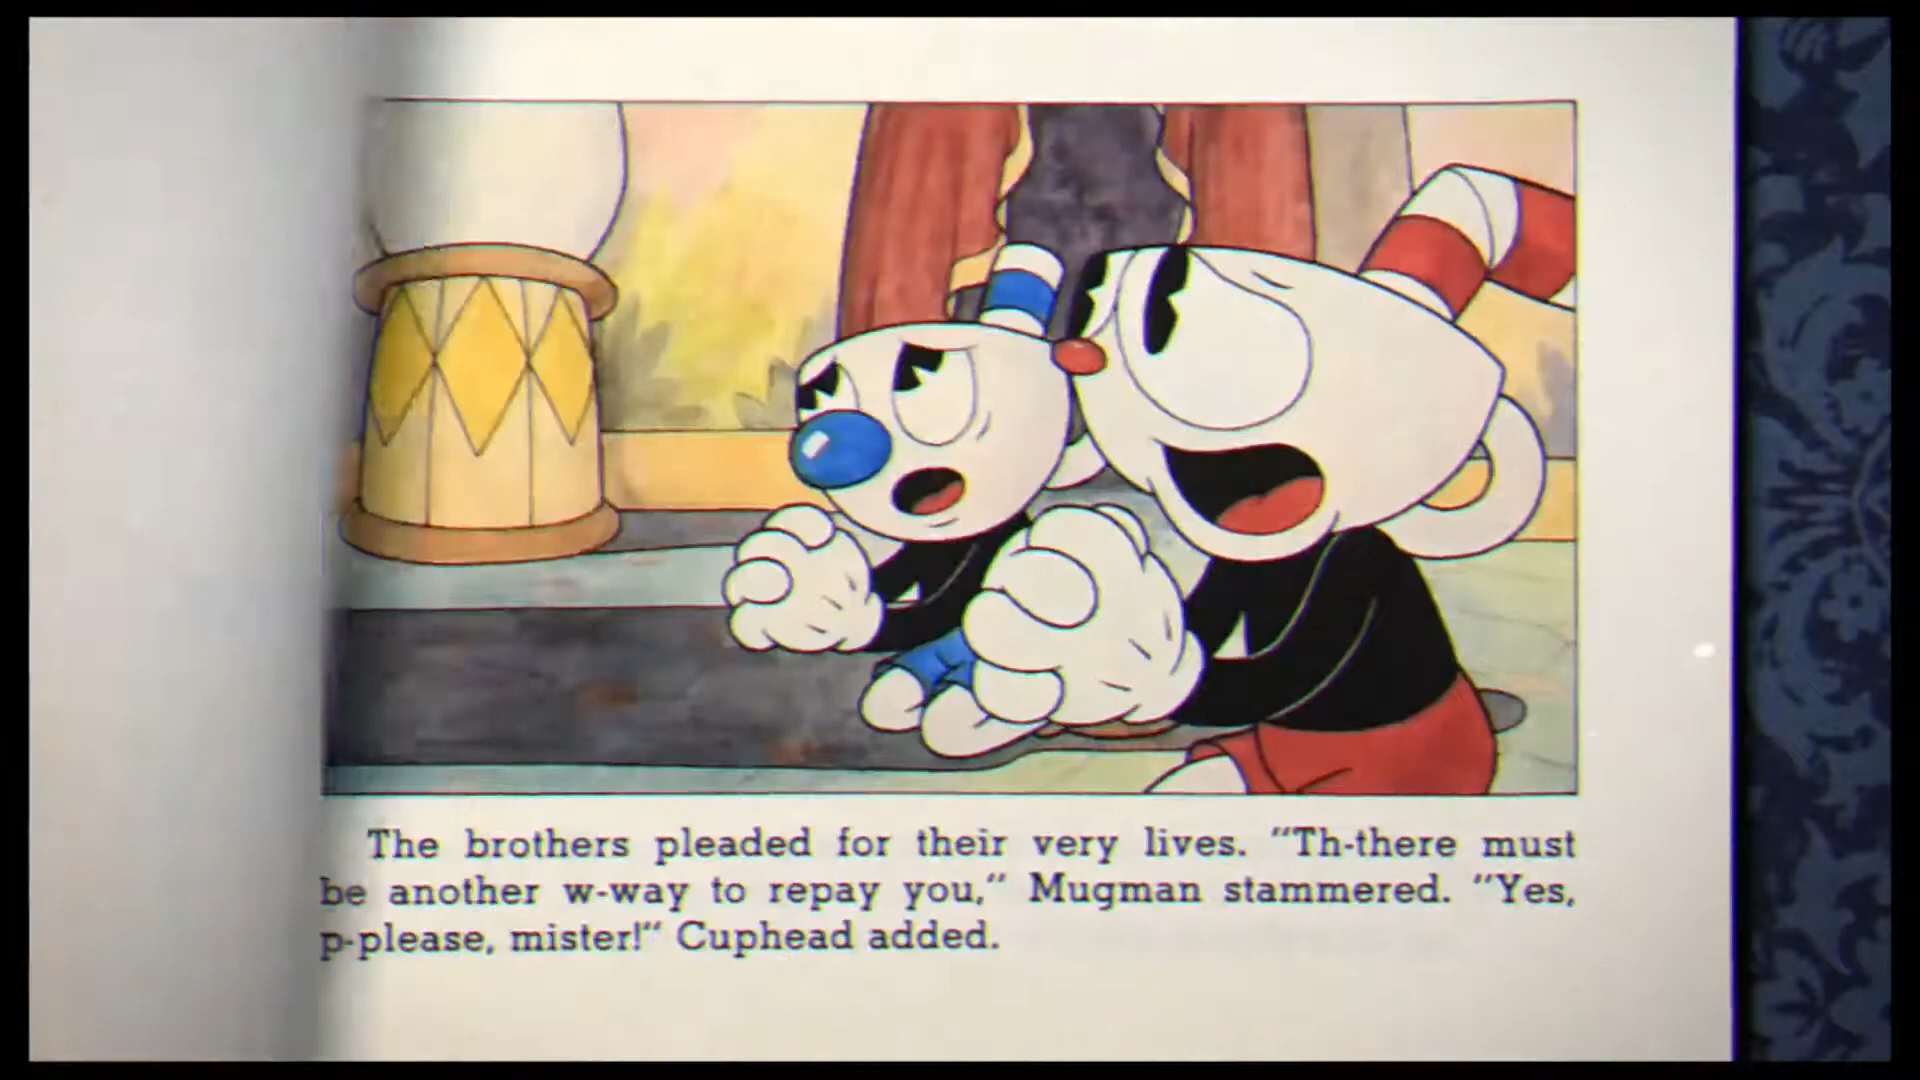 The brothers pleaded for their very lives. "Th-there must
be another w-way to repay you," Mugman stammered. "Yes,
p-please, mister!" Cuphead added.